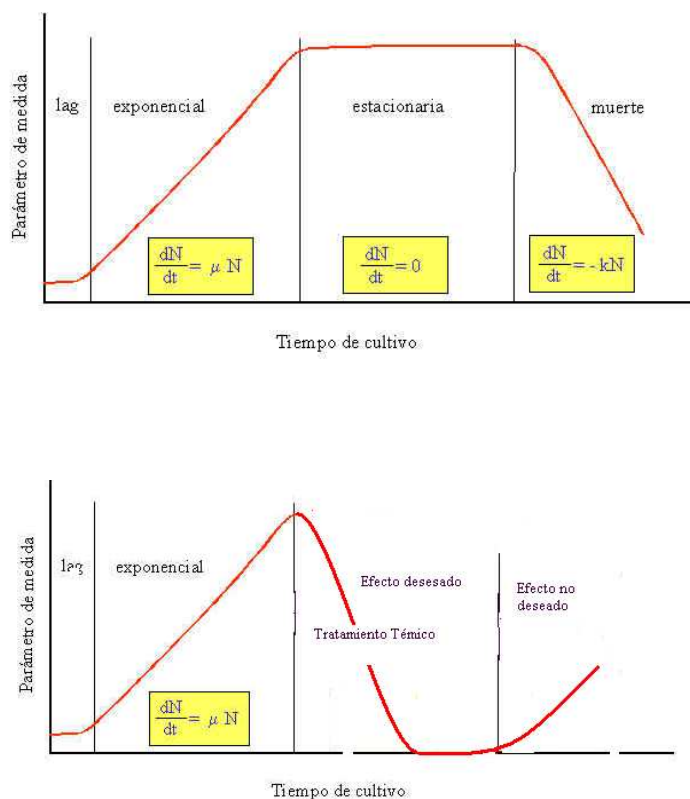 Parámetro de medida
lag
exponencial
estacionaria
muerte
dN/dt = μ N
dN/dt = 0
dN/dt = -kN
Tiempo de cultivo
Parámetro de medida
lag
exponencial
Efecto desesado
Efecto no
deseado
Tratamiento Témico
dN/dt = μ N
Tiempo de cultivo